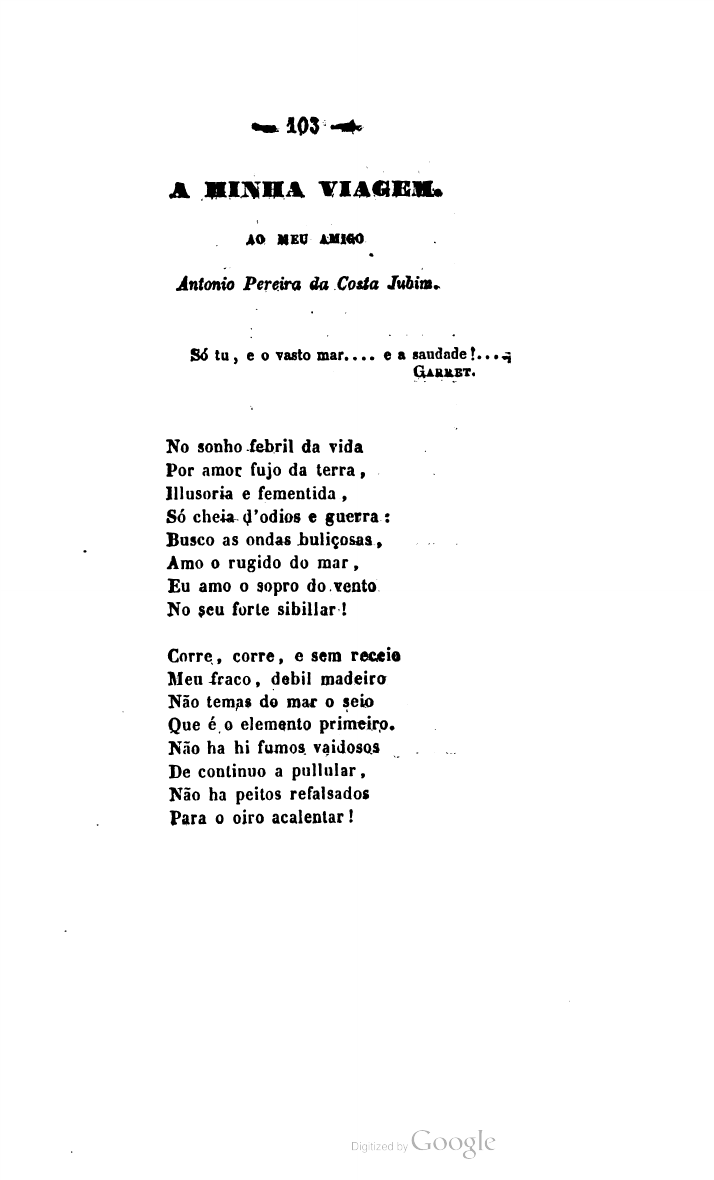 103
A MINHA VIAGEM.
AO MEU AMIGO
Antonio Pereira da Costa Jubim.
Só tu, e o vasto mar.... e a saudade!....
GARRET.
No sonho febril da vida
Por amor fujo da terra,
Illusoria e fementida,
Só cheia d'odios e guerra:
Busco as ondas buliçosas,
Amo o rugido do mar,
Eu amo o sopro do vento
No seu forte sibillar!
Corre, corre, e sem receio
Meu fraco, debil madeiro
Não temas do mar o seio
Que é o elemento primeiro.
Não ha hi fumos vaidosos
De continuo a pullular,
Não ha peitos refalsados
Para o oiro acalentar!
Digitized by Google